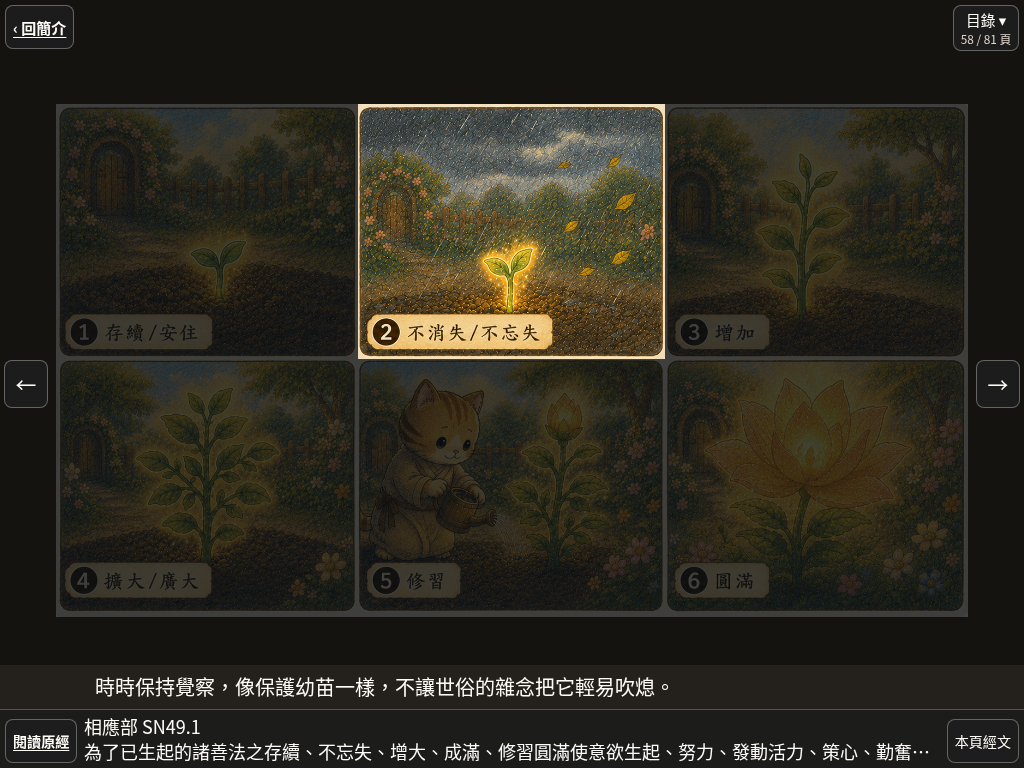 ‹ 回簡介
目錄 ▾
58 / 81 頁
1 存續/安住
2 不消失/不忘失
3 增加
4 擴大/廣大
5 修習
6 圓滿
←
→
時時保持覺察，像保護幼苗一樣，不讓世俗的雜念把它輕易吹熄。
閱讀原經
相應部 SN49.1
為了已生起的諸善法之存續、不忘失、增大、成滿、修習圓滿使意欲生起、努力、發動活力、策心、勤奮…
本頁經文